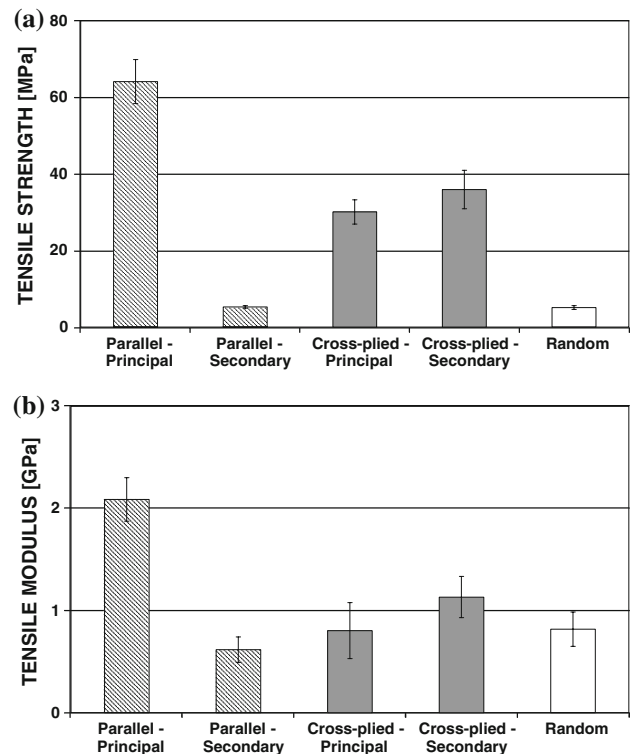 (a)
TENSILE STRENGTH [MPa]
80
60
40
20
0
Parallel -
Principal
Parallel -
Secondary
Cross-plied -
Principal
Cross-plied -
Secondary
Random
(b)
TENSILE MODULUS [GPa]
3
2
1
0
Parallel -
Principal
Parallel -
Secondary
Cross-plied -
Principal
Cross-plied -
Secondary
Random